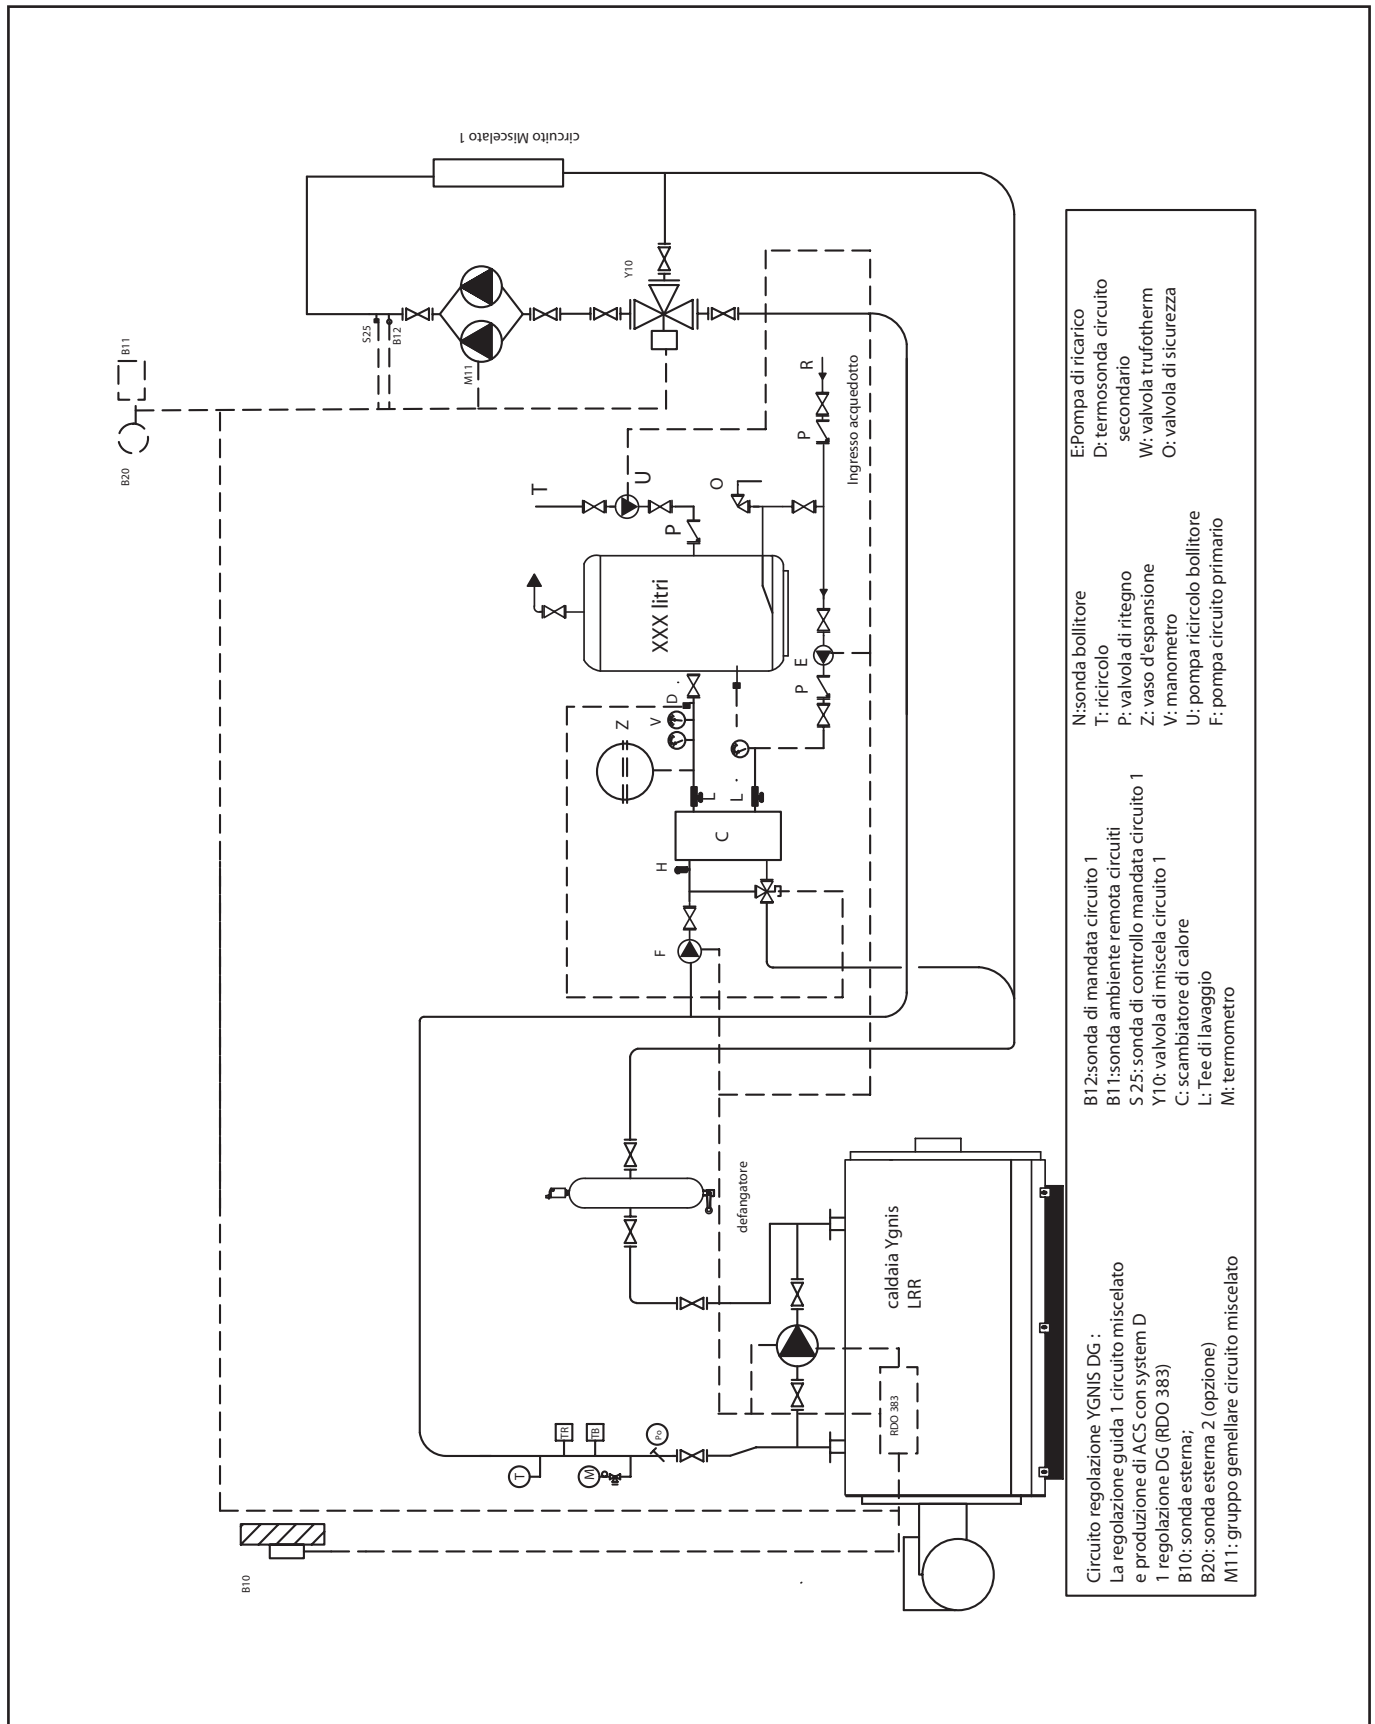 circuito Miscelato 1
B11
B20
S25
B12
M11
Y10
T
U
P
O
P
R
Ingresso acquedotto
XXX litri
E
P
D
V
Z
L
L
C
H
F
defangatore
caldaia Ygnis
LRR
RDO 383
TR
TB
Po
T
M
B10
Circuito regolazione YGNIS DG :
La regolazione guida 1 circuito miscelato
e produzione di ACS con system D
1 regolazione DG (RDO 383)
B10: sonda esterna;
B20: sonda esterna 2 (opzione)
M11: gruppo gemellare circuito miscelato
B12:sonda di mandata circuito 1
B11:sonda ambiente remota circuiti
S 25: sonda di controllo mandata circuito 1
Y10: valvola di miscela circuito 1
C: scambiatore di calore
L: Tee di lavaggio
M: termometro
N:sonda bollitore
T: ricircolo
P: valvola di ritegno
Z: vaso d'espansione
V: manometro
U: pompa ricircolo bollitore
F: pompa circuito primario
E:Pompa di ricarico
D: termosonda circuito
secondario
W: valvola trufotherm
O: valvola di sicurezza